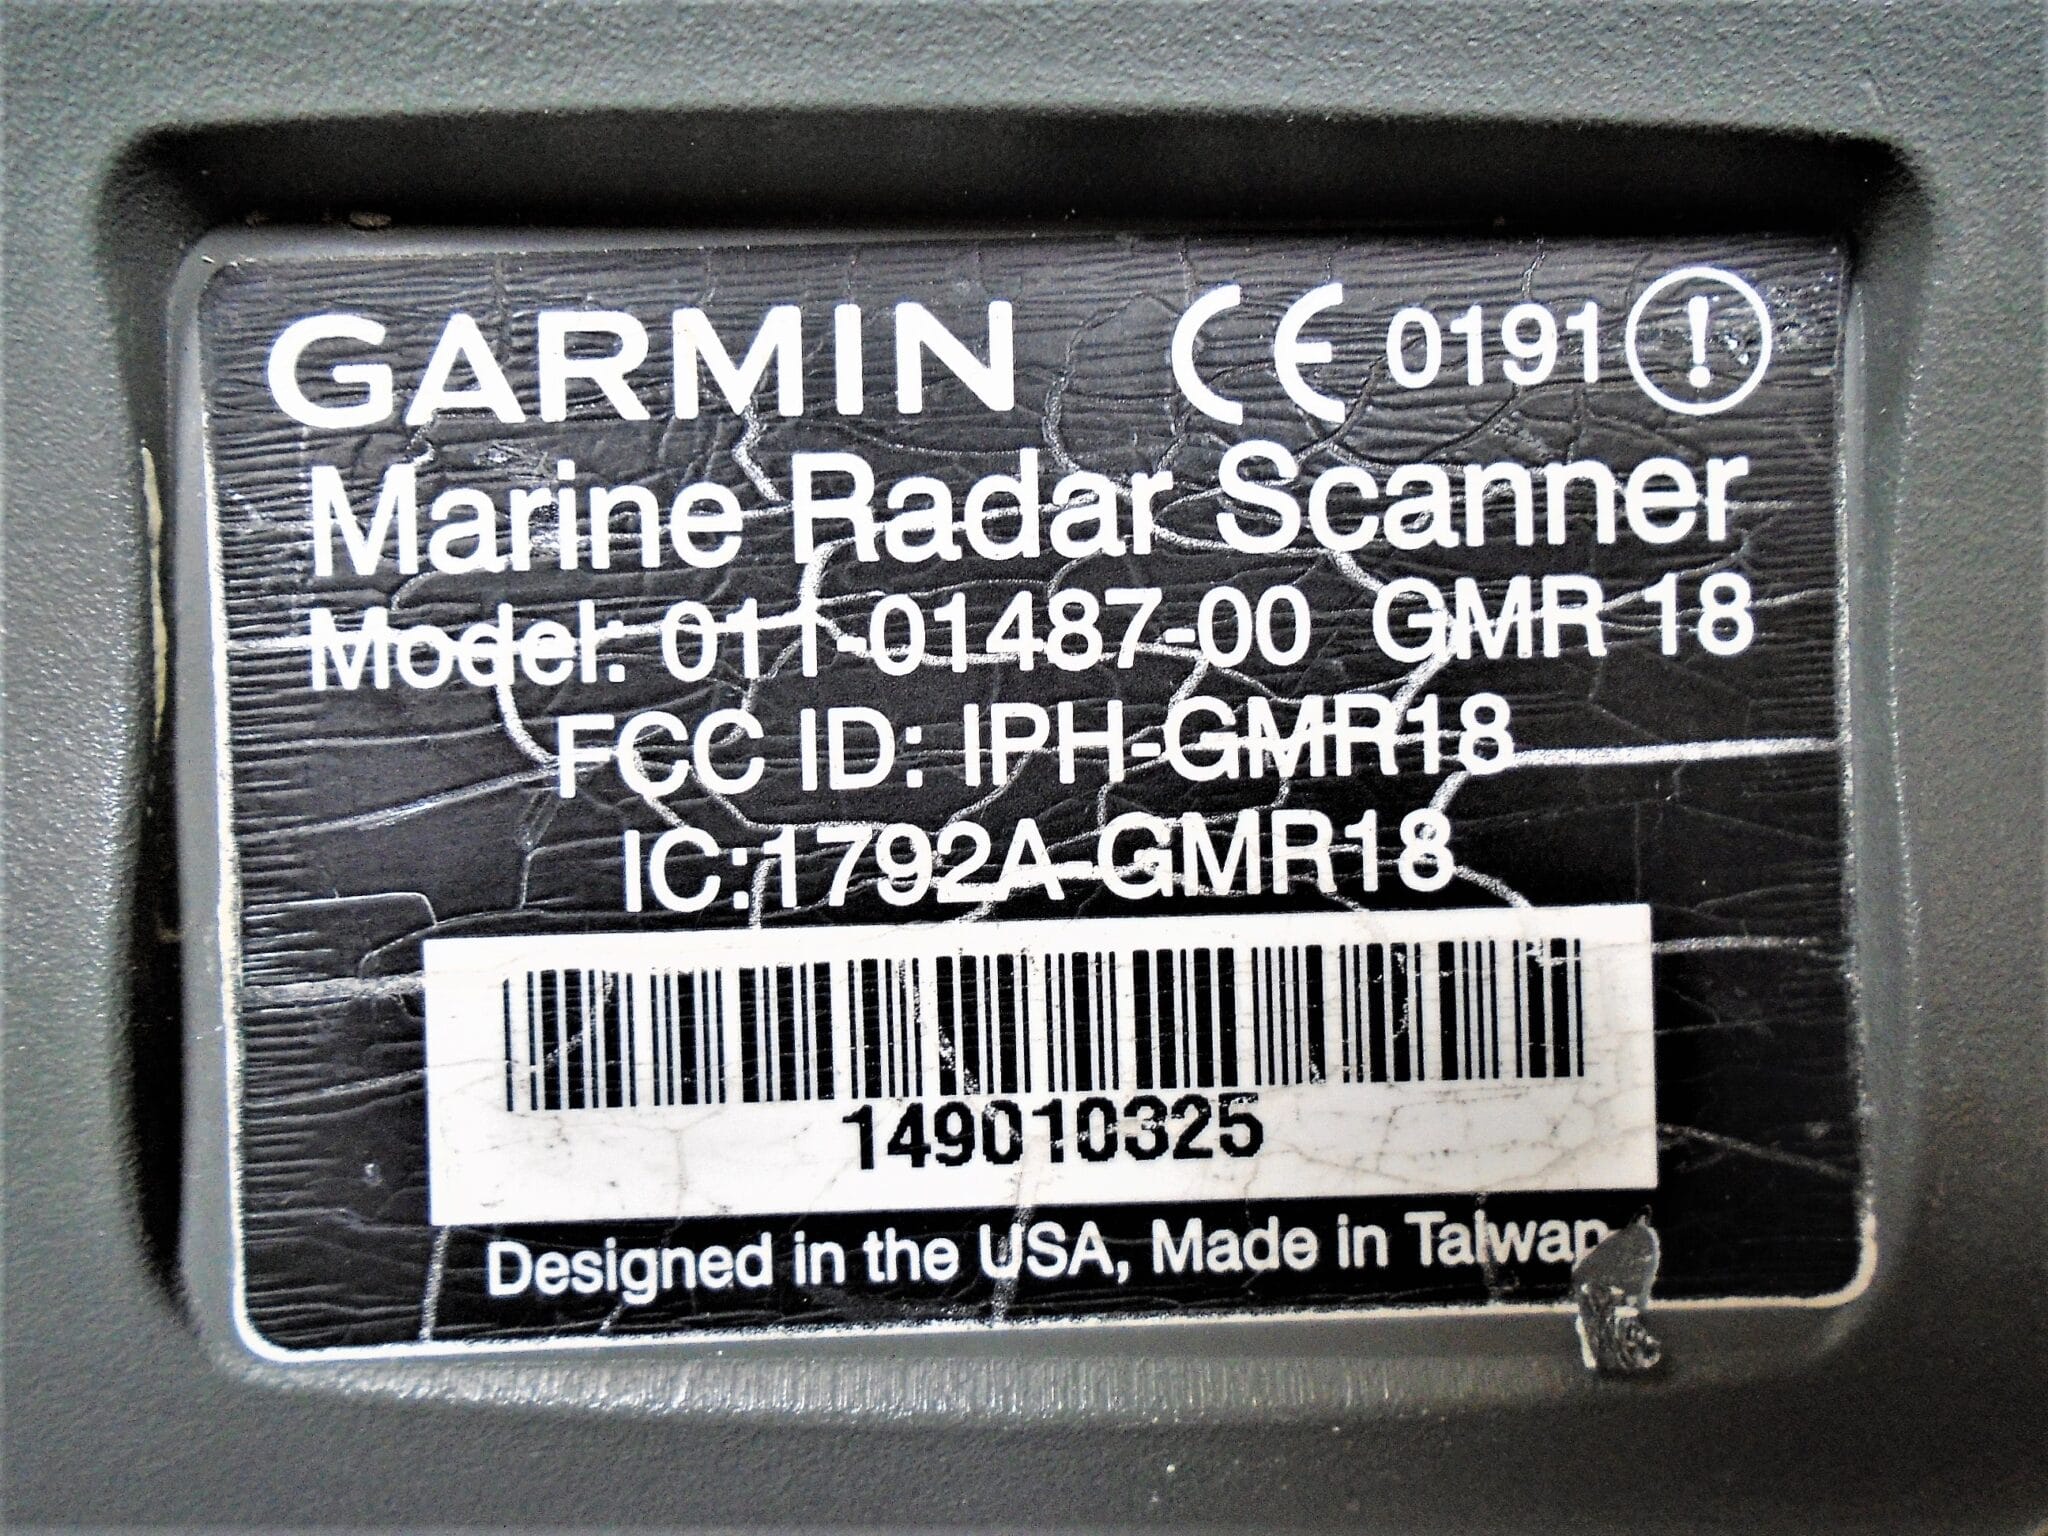 GARMIN CE 0191
Marine Radar Scanner
Model: 011-01487-00 GMR 18
FCC ID: IPH-GMR18
IC:1792A-GMR18
149010325
Designed in the USA, Made in Taiwan